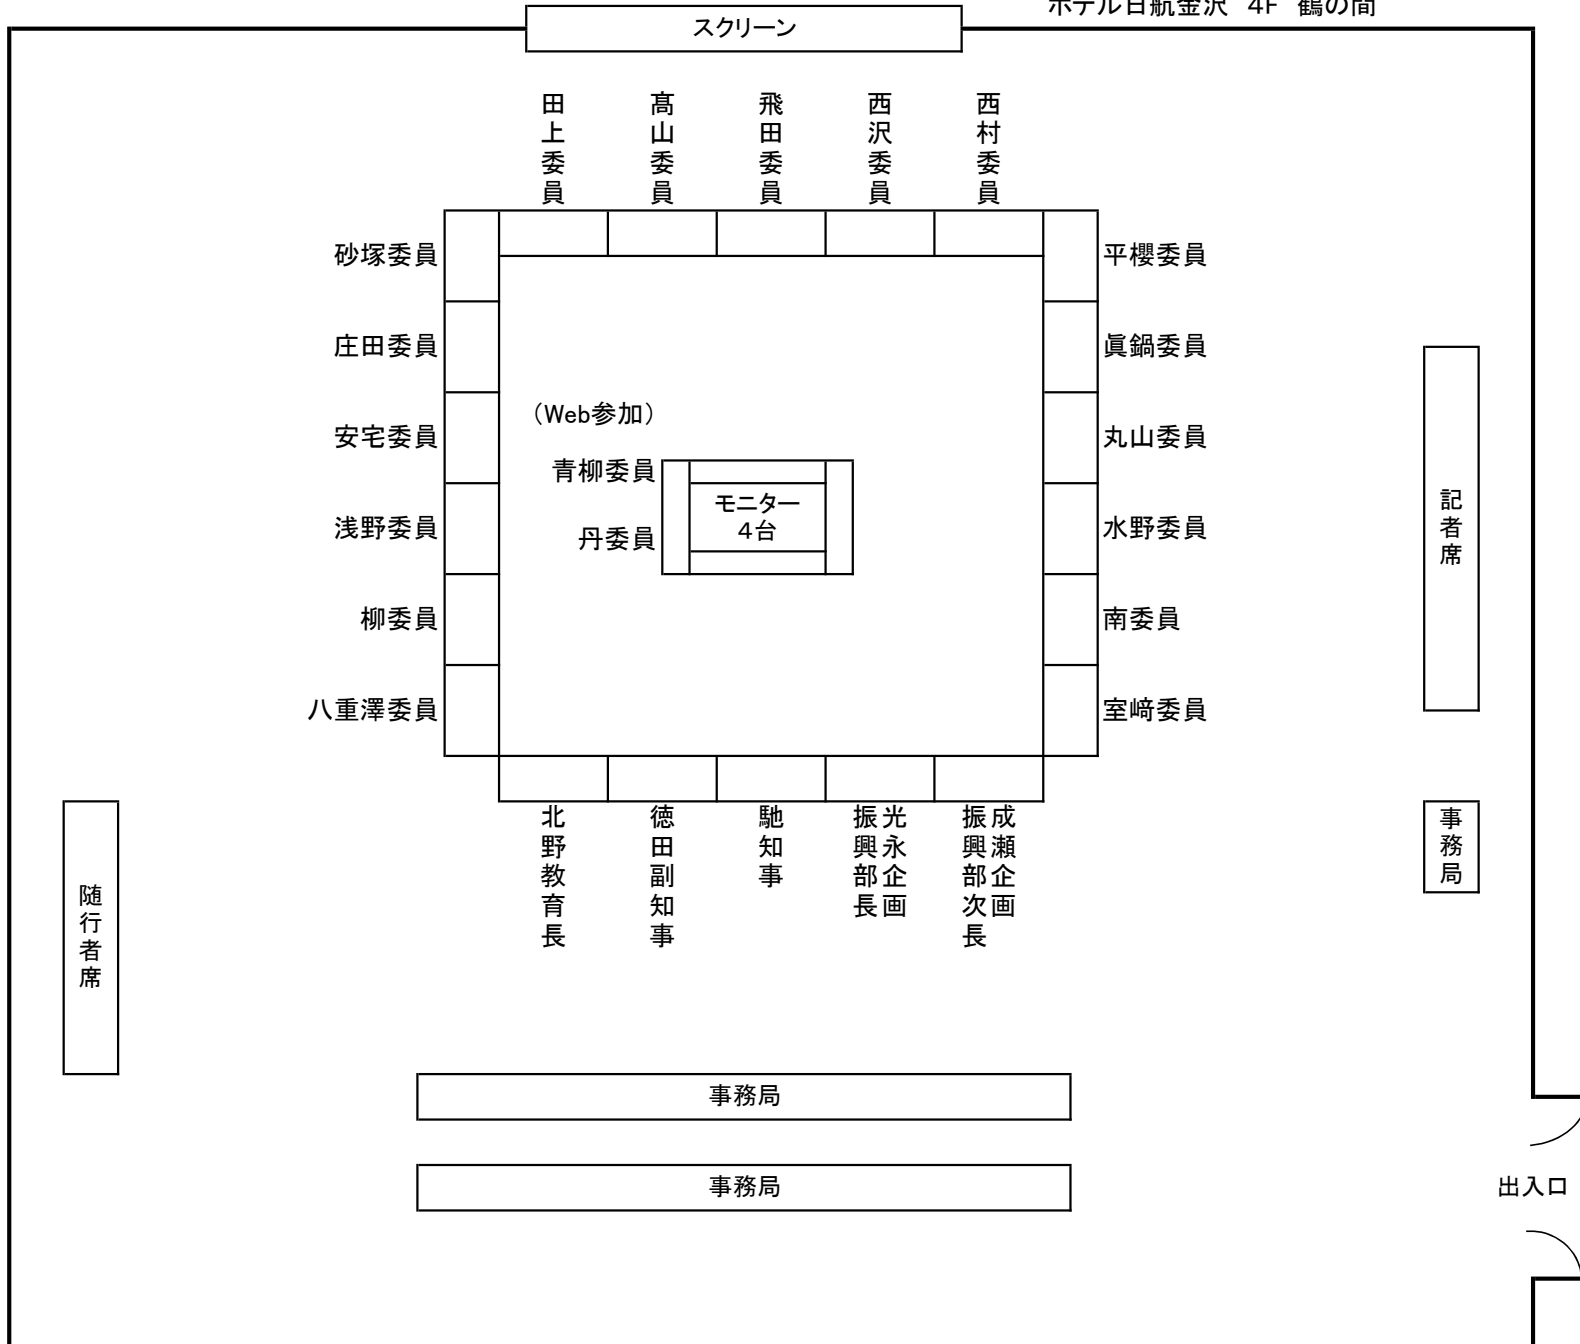 ホテル日航金沢 4F 鶴の間
スクリーン
田上委員
髙山委員
飛田委員
西沢委員
西村委員
砂塚委員
平櫻委員
庄田委員
眞鍋委員
安宅委員
（Web参加）
丸山委員
青柳委員
モニター
4台
丹委員
浅野委員
水野委員
記者席
柳委員
南委員
八重澤委員
室﨑委員
北野教育長
徳田副知事
馳知事
光永企画
振興部長
成瀬企画
振興部次長
事務局
随行者席
事務局
事務局
出入口